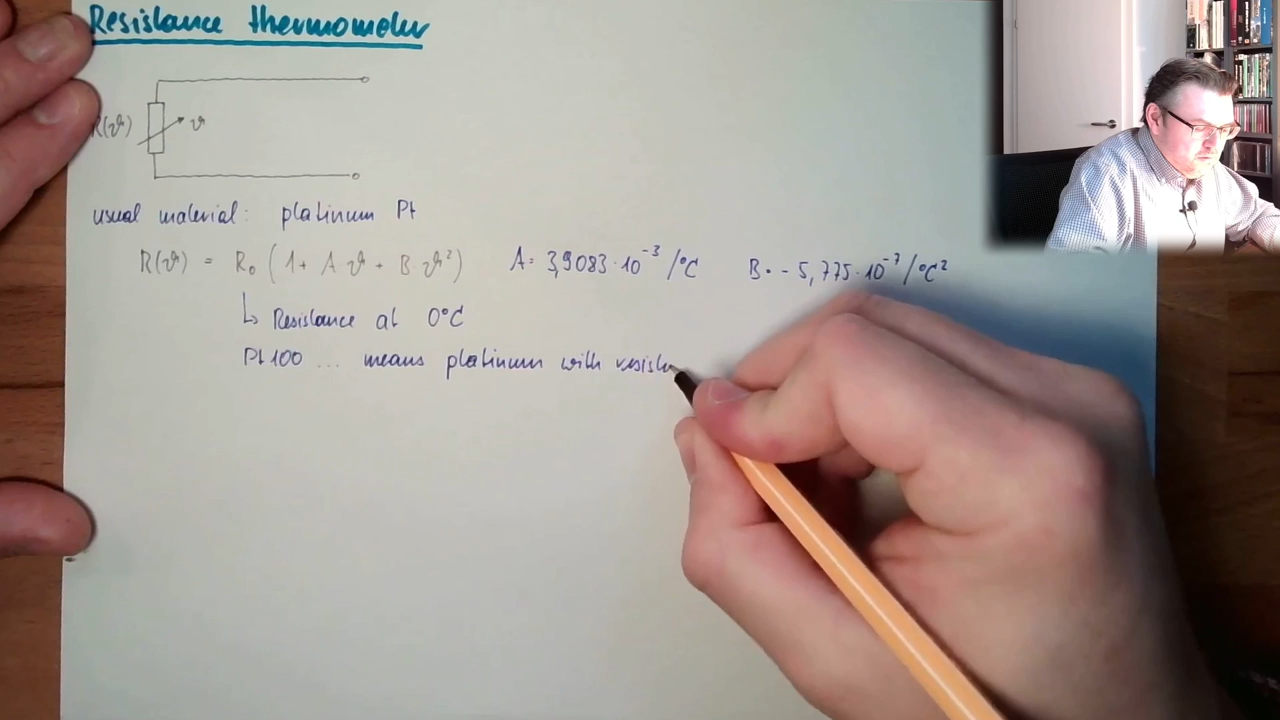 Resistance thermometer
R(ϑ) ϑ
usual material: platinum Pt
R(ϑ) = R₀ (1 + A·ϑ + B·ϑ²) A = 3,9083·10⁻³/°C B = -5,775·10⁻⁷/°C²
↳ Resistance at 0°C
Pt100 ... means platinum with